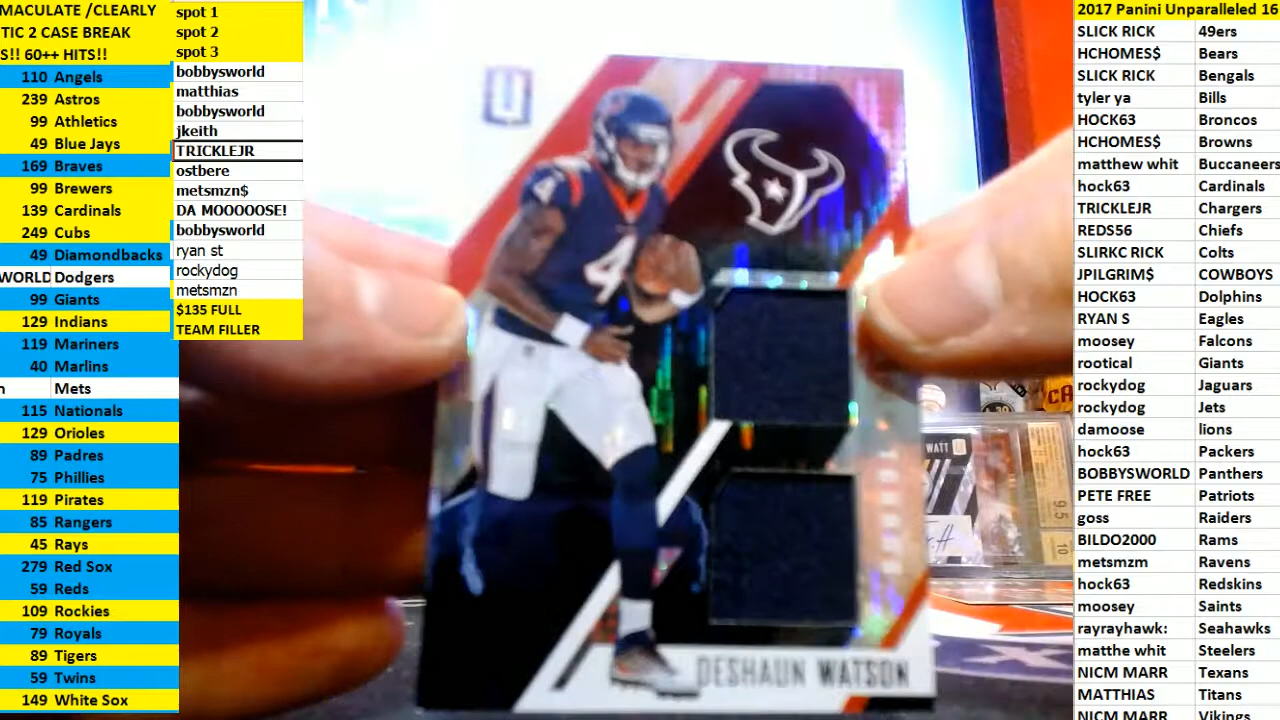 MACULATE /CLEARLY
TIC 2 CASE BREAK
S!! 60++ HITS!!
110 Angels
239 Astros
99 Athletics
49 Blue Jays
169 Braves
99 Brewers
139 Cardinals
249 Cubs
49 Diamondbacks
WORLD Dodgers
99 Giants
129 Indians
119 Mariners
40 Marlins
Mets
115 Nationals
129 Orioles
89 Padres
75 Phillies
119 Pirates
85 Rangers
45 Rays
279 Red Sox
59 Reds
109 Rockies
79 Royals
89 Tigers
59 Twins
149 White Sox
spot 1
spot 2
spot 3
bobbysworld
matthias
bobbysworld
jkeith
TRICKLEJR
ostbere
metsmzn$
DA MOOOOOSE!
bobbysworld
ryan st
rockydog
metsmzn
$135 FULL
TEAM FILLER
U
4
4
DESHAUN WATSON
WATT
CA
9.5
10
2017 Panini Unparalleled 16
SLICK RICK 49ers
HCHOMES$ Bears
SLICK RICK Bengals
tyler ya Bills
HOCK63 Broncos
HCHOMES$ Browns
matthew whit Buccaneers
hock63 Cardinals
TRICKLEJR Chargers
REDS56 Chiefs
SLIRKC RICK Colts
JPILGRIM$ COWBOYS
HOCK63 Dolphins
RYAN S Eagles
moosey Falcons
rootical Giants
rockydog Jaguars
rockydog Jets
damoose lions
hock63 Packers
BOBBYSWORLD Panthers
PETE FREE Patriots
goss Raiders
BILDO2000 Rams
metsmzm Ravens
hock63 Redskins
moosey Saints
rayrayhawk: Seahawks
matthe whit Steelers
NICM MARR Texans
MATTHIAS Titans
NICM MARR Vikings